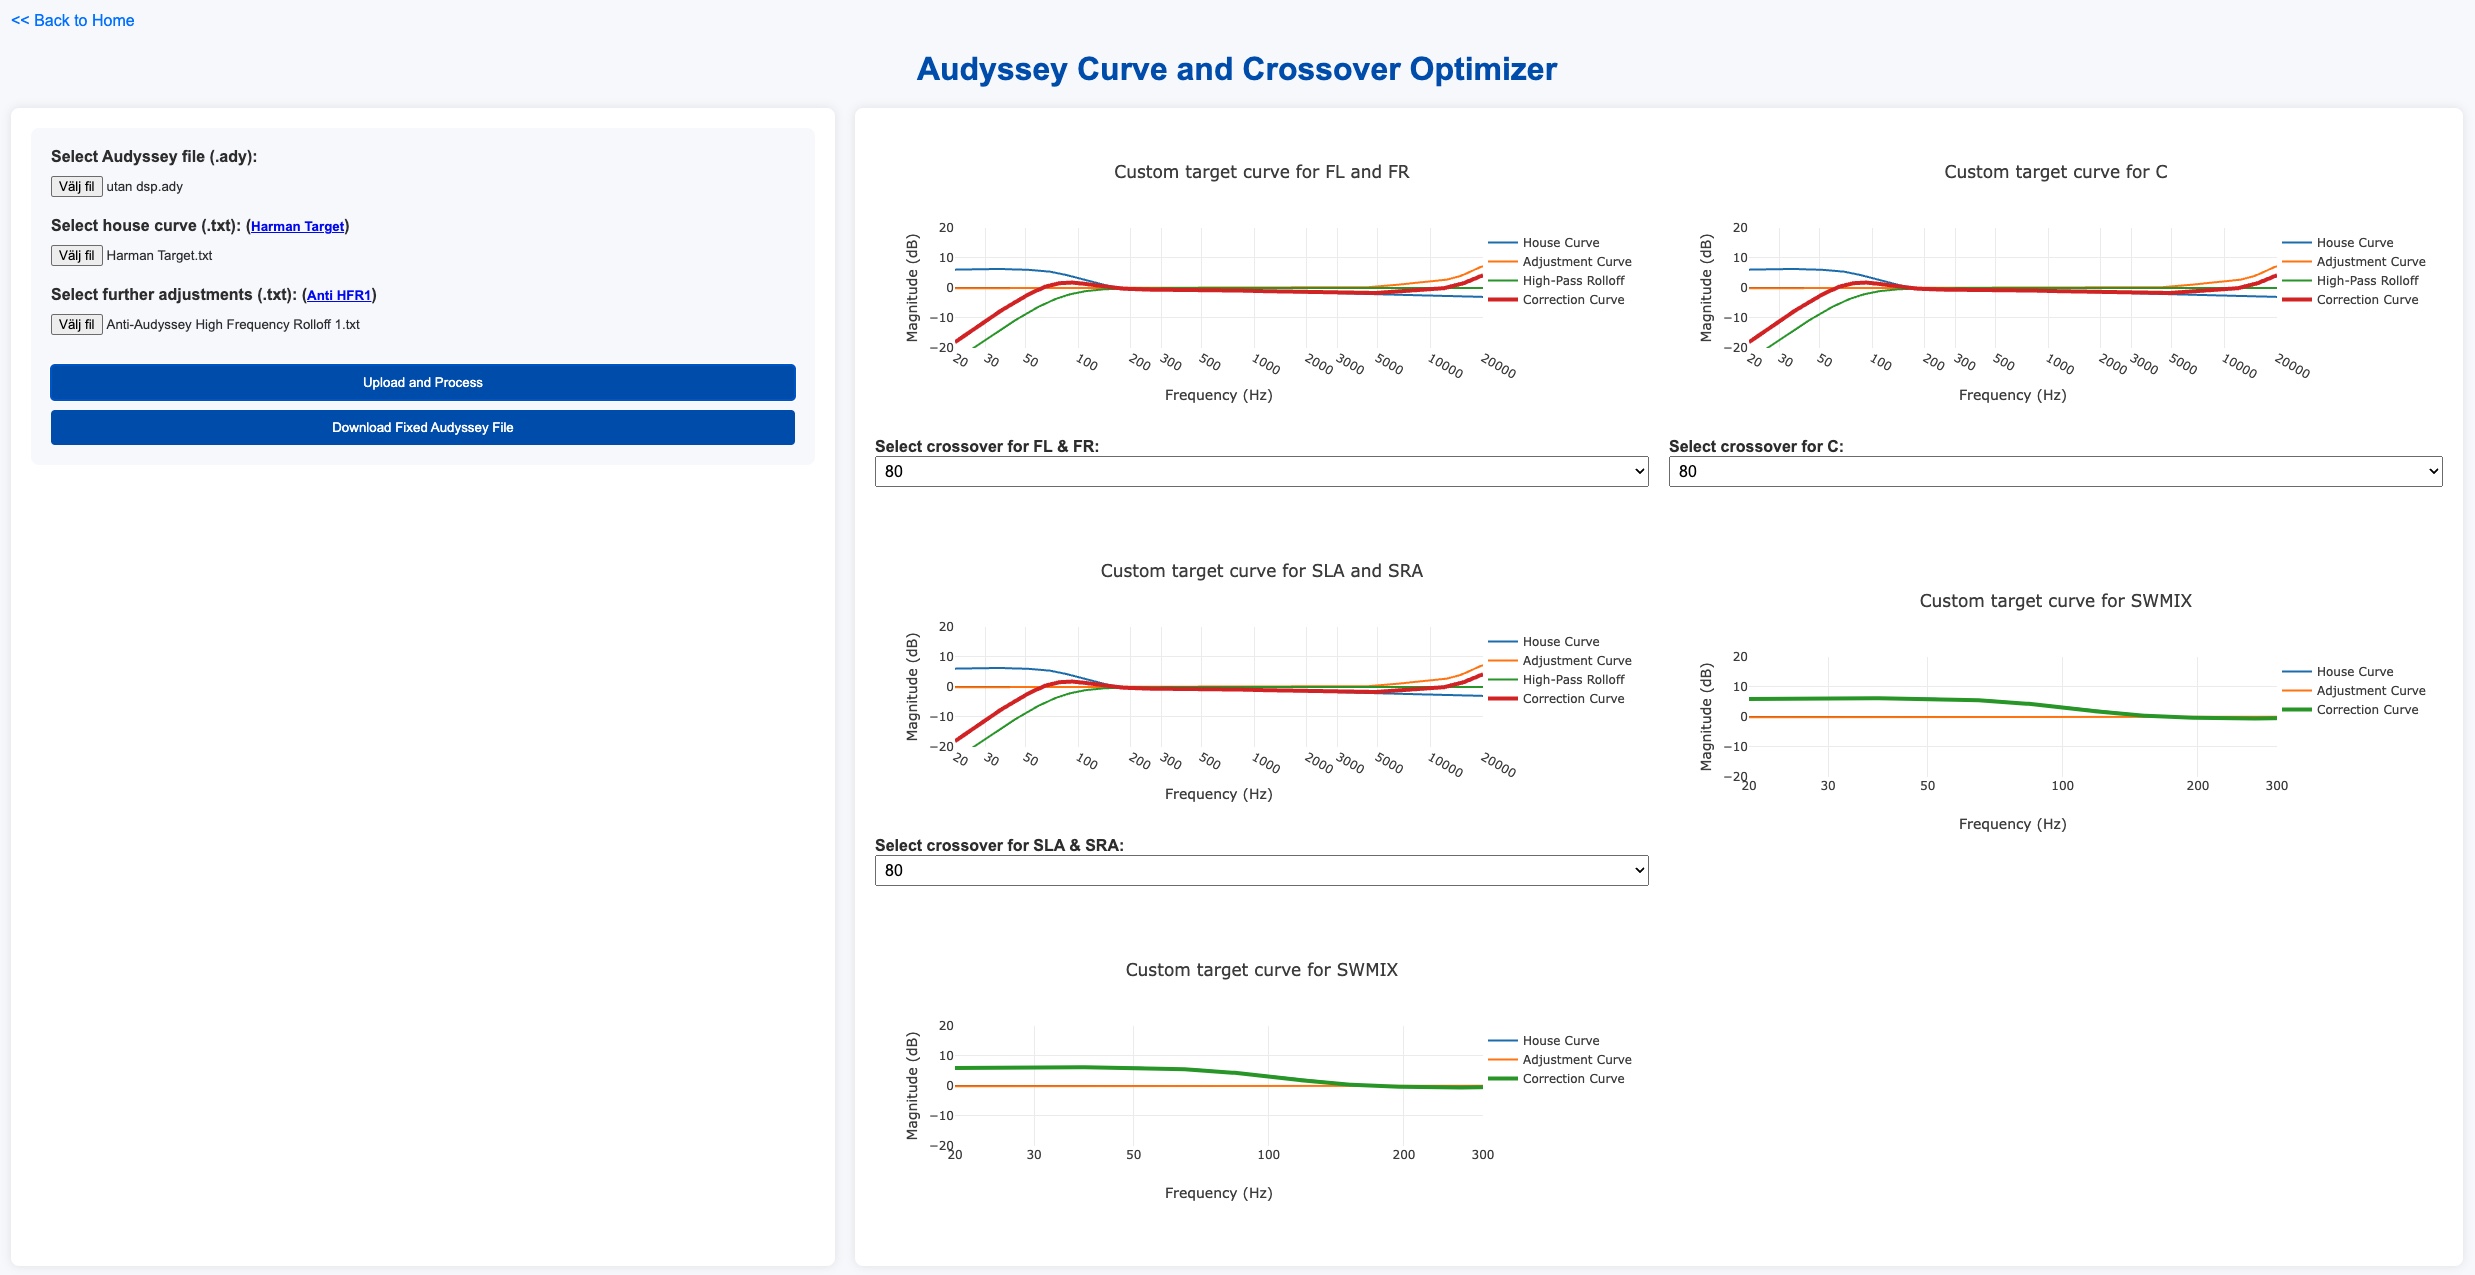 << Back to Home
Audyssey Curve and Crossover Optimizer
Select Audyssey file (.ady):
Välj fil utan dsp.ady
Select house curve (.txt): (Harman Target)
Välj fil Harman Target.txt
Select further adjustments (.txt): (Anti HFR1)
Välj fil Anti-Audyssey High Frequency Rolloff 1.txt
Upload and Process
Download Fixed Audyssey File
Custom target curve for FL and FR
Magnitude (dB)
20
10
0
−10
−20
20 30 50 100 200 300 500 1000 2000 3000 5000 10000 20000
Frequency (Hz)
House Curve
Adjustment Curve
High-Pass Rolloff
Correction Curve
Select crossover for FL & FR:
80
Custom target curve for C
Magnitude (dB)
20
10
0
−10
−20
20 30 50 100 200 300 500 1000 2000 3000 5000 10000 20000
Frequency (Hz)
House Curve
Adjustment Curve
High-Pass Rolloff
Correction Curve
Select crossover for C:
80
Custom target curve for SLA and SRA
Magnitude (dB)
20
10
0
−10
−20
20 30 50 100 200 300 500 1000 2000 3000 5000 10000 20000
Frequency (Hz)
House Curve
Adjustment Curve
High-Pass Rolloff
Correction Curve
Select crossover for SLA & SRA:
80
Custom target curve for SWMIX
Magnitude (dB)
20
10
0
−10
−20
20 30 50 100 200 300
Frequency (Hz)
House Curve
Adjustment Curve
Correction Curve
Custom target curve for SWMIX
Magnitude (dB)
20
10
0
−10
−20
20 30 50 100 200 300
Frequency (Hz)
House Curve
Adjustment Curve
Correction Curve